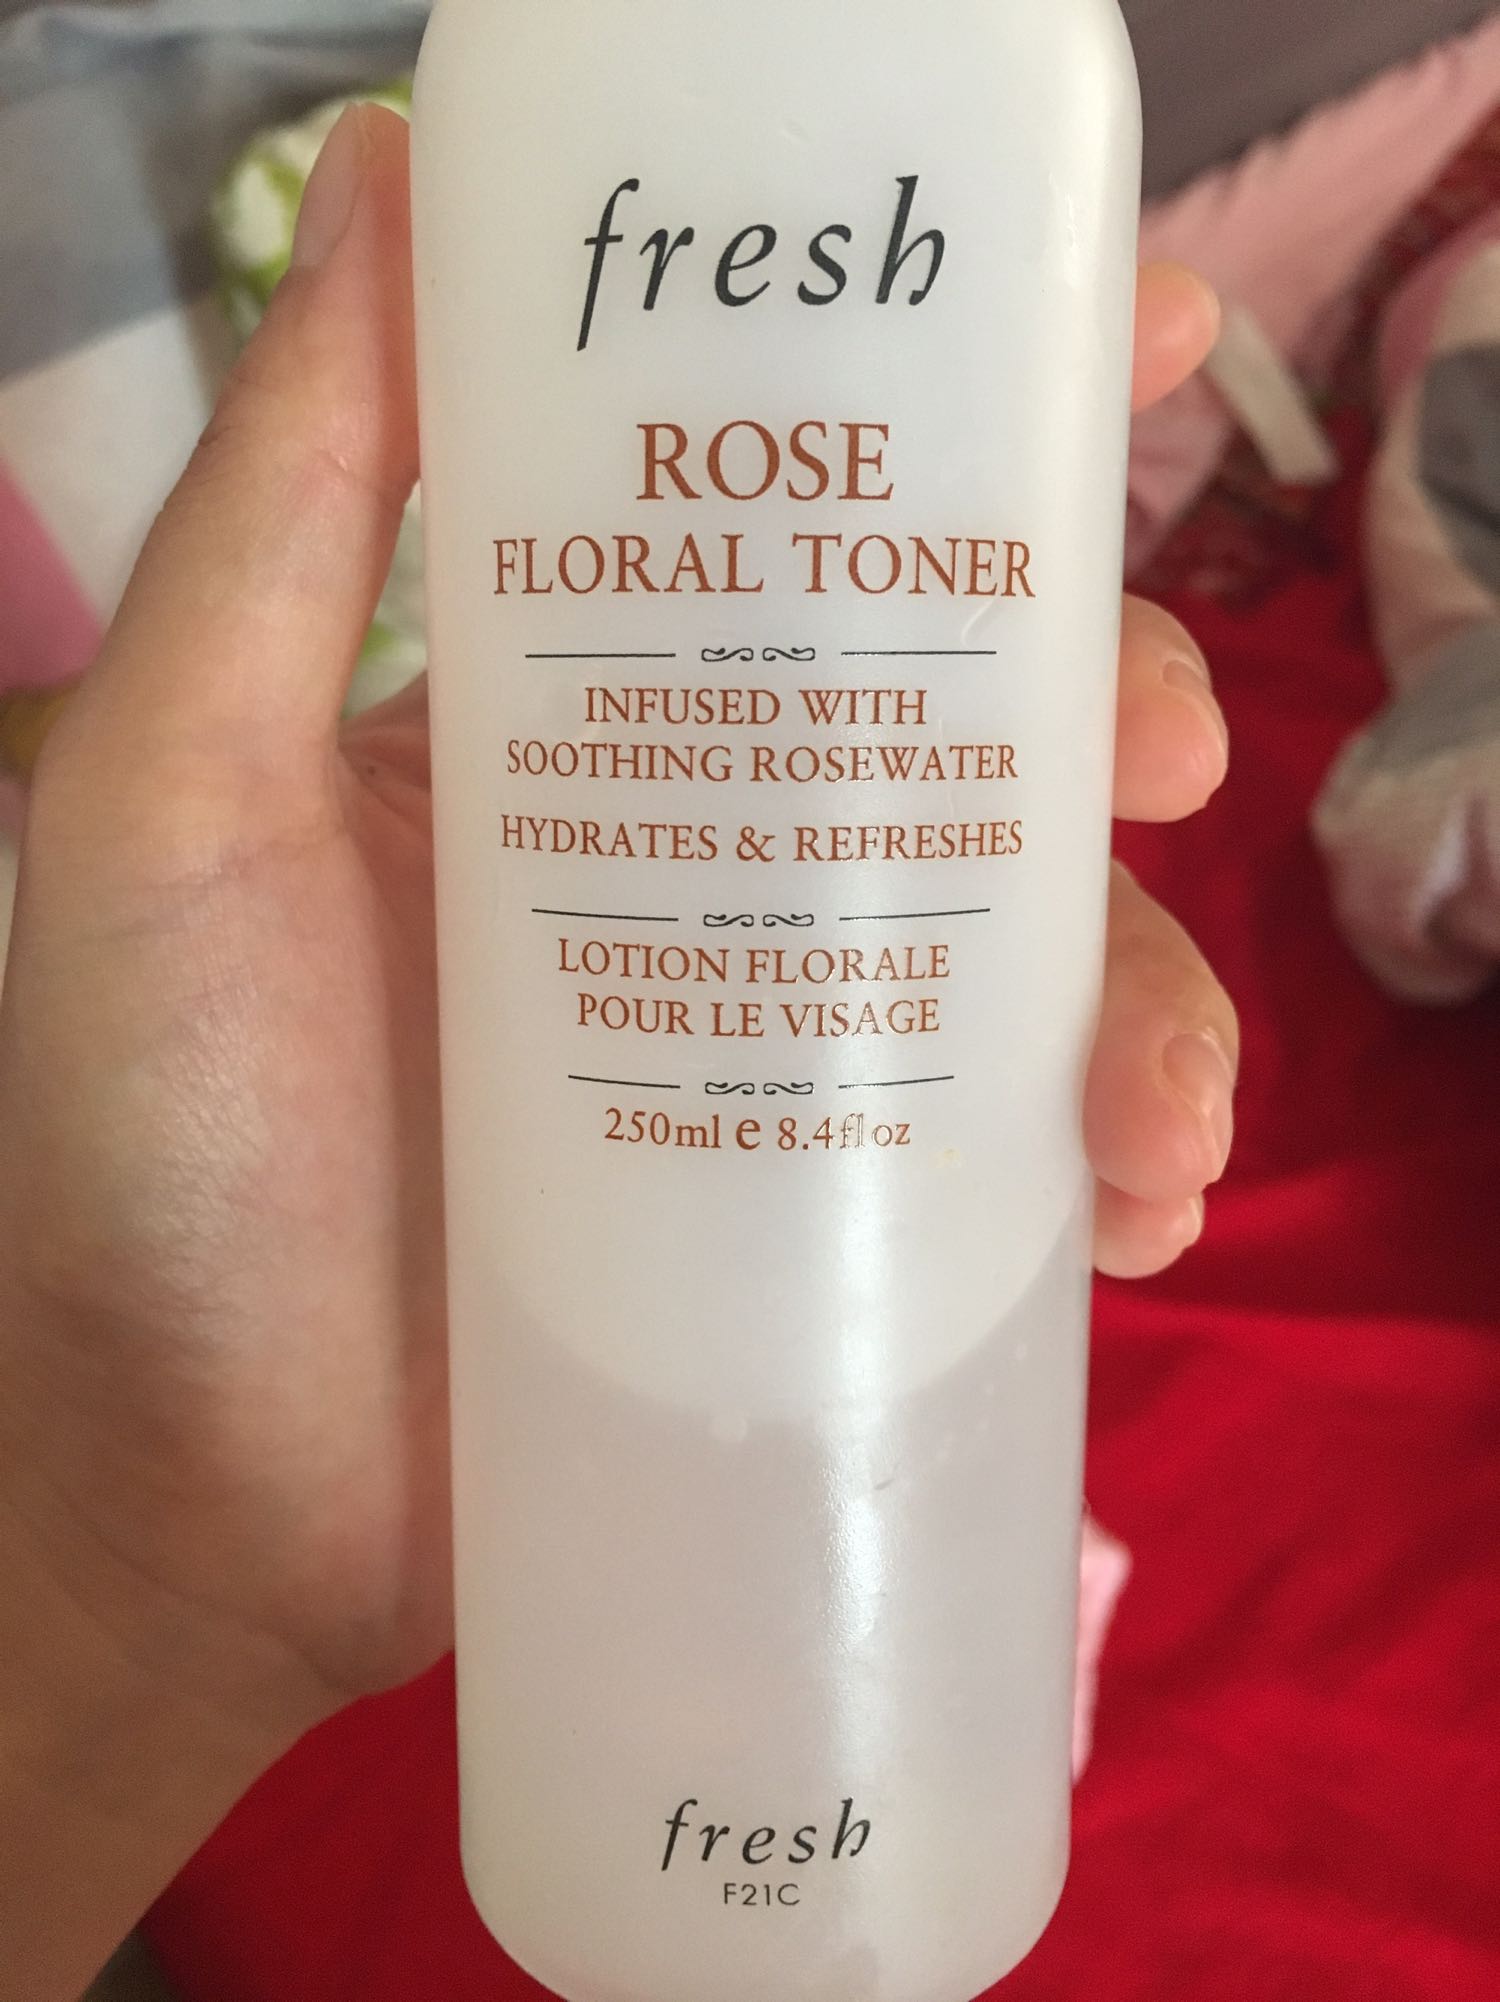 fresh
ROSE
FLORAL TONER
INFUSED WITH
SOOTHING ROSEWATER
HYDRATES & REFRESHES
LOTION FLORALE
POUR LE VISAGE
250ml e 8.4fl oz
fresh
F21C